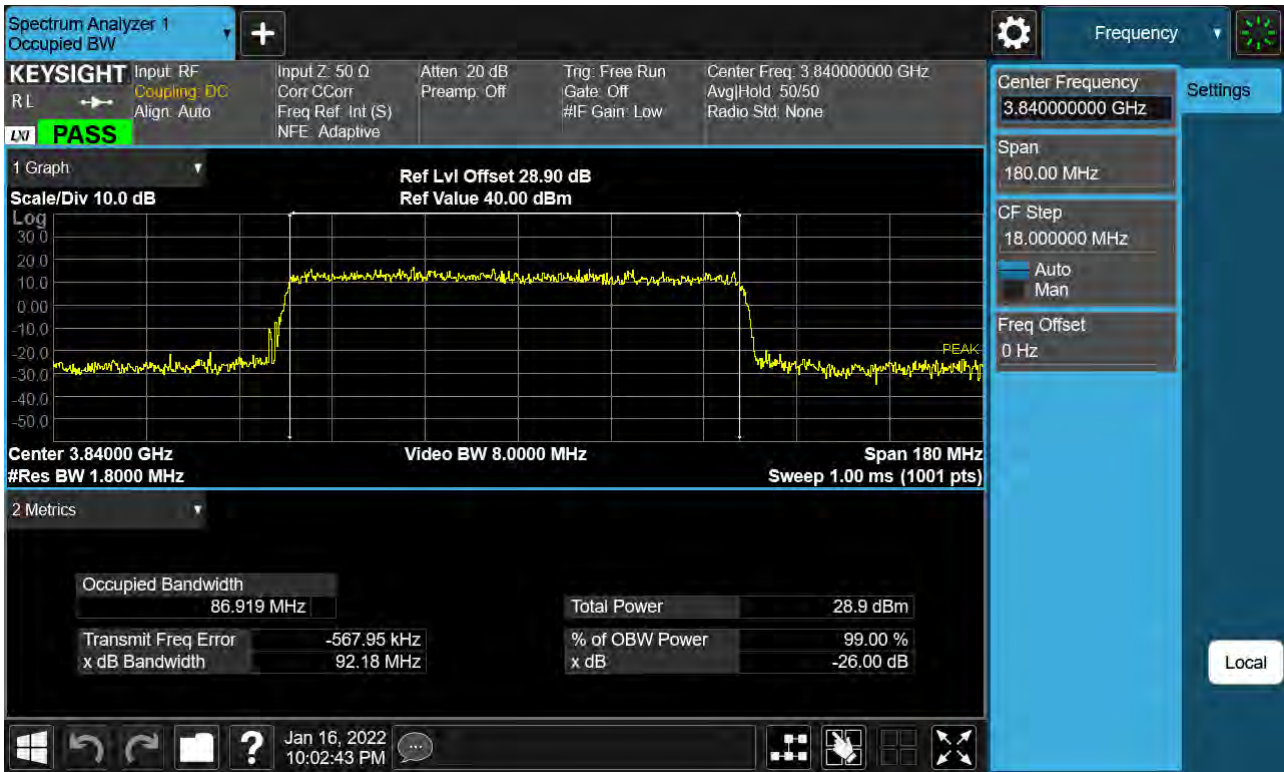 Spectrum Analyzer 1
Occupied BW
Frequency
KEYSIGHT
RL
LXI
PASS
Input: RF
Coupling: DC
Align: Auto
Input Z: 50 Ω
Corr CCorr
Freq Ref: Int (S)
NFE: Adaptive
Atten: 20 dB
Preamp: Off
Trig: Free Run
Gate: Off
#IF Gain: Low
Center Freq: 3.840000000 GHz
Avg|Hold: 50/50
Radio Std: None
Center Frequency
3.840000000 GHz
Settings
Span
180.00 MHz
CF Step
18.000000 MHz
Auto
Man
Freq Offset
0 Hz
1 Graph
Scale/Div 10.0 dB
Ref Lvl Offset 28.90 dB
Ref Value 40.00 dBm
Log
30.0
20.0
10.0
0.00
-10.0
-20.0
-30.0
-40.0
-50.0
PEAK
Center 3.84000 GHz
#Res BW 1.8000 MHz
Video BW 8.0000 MHz
Span 180 MHz
Sweep 1.00 ms (1001 pts)
2 Metrics
Occupied Bandwidth
86.919 MHz
Transmit Freq Error -567.95 kHz
x dB Bandwidth 92.18 MHz
Total Power 28.9 dBm
% of OBW Power 99.00 %
x dB -26.00 dB
Local
?
Jan 16, 2022
10:02:43 PM